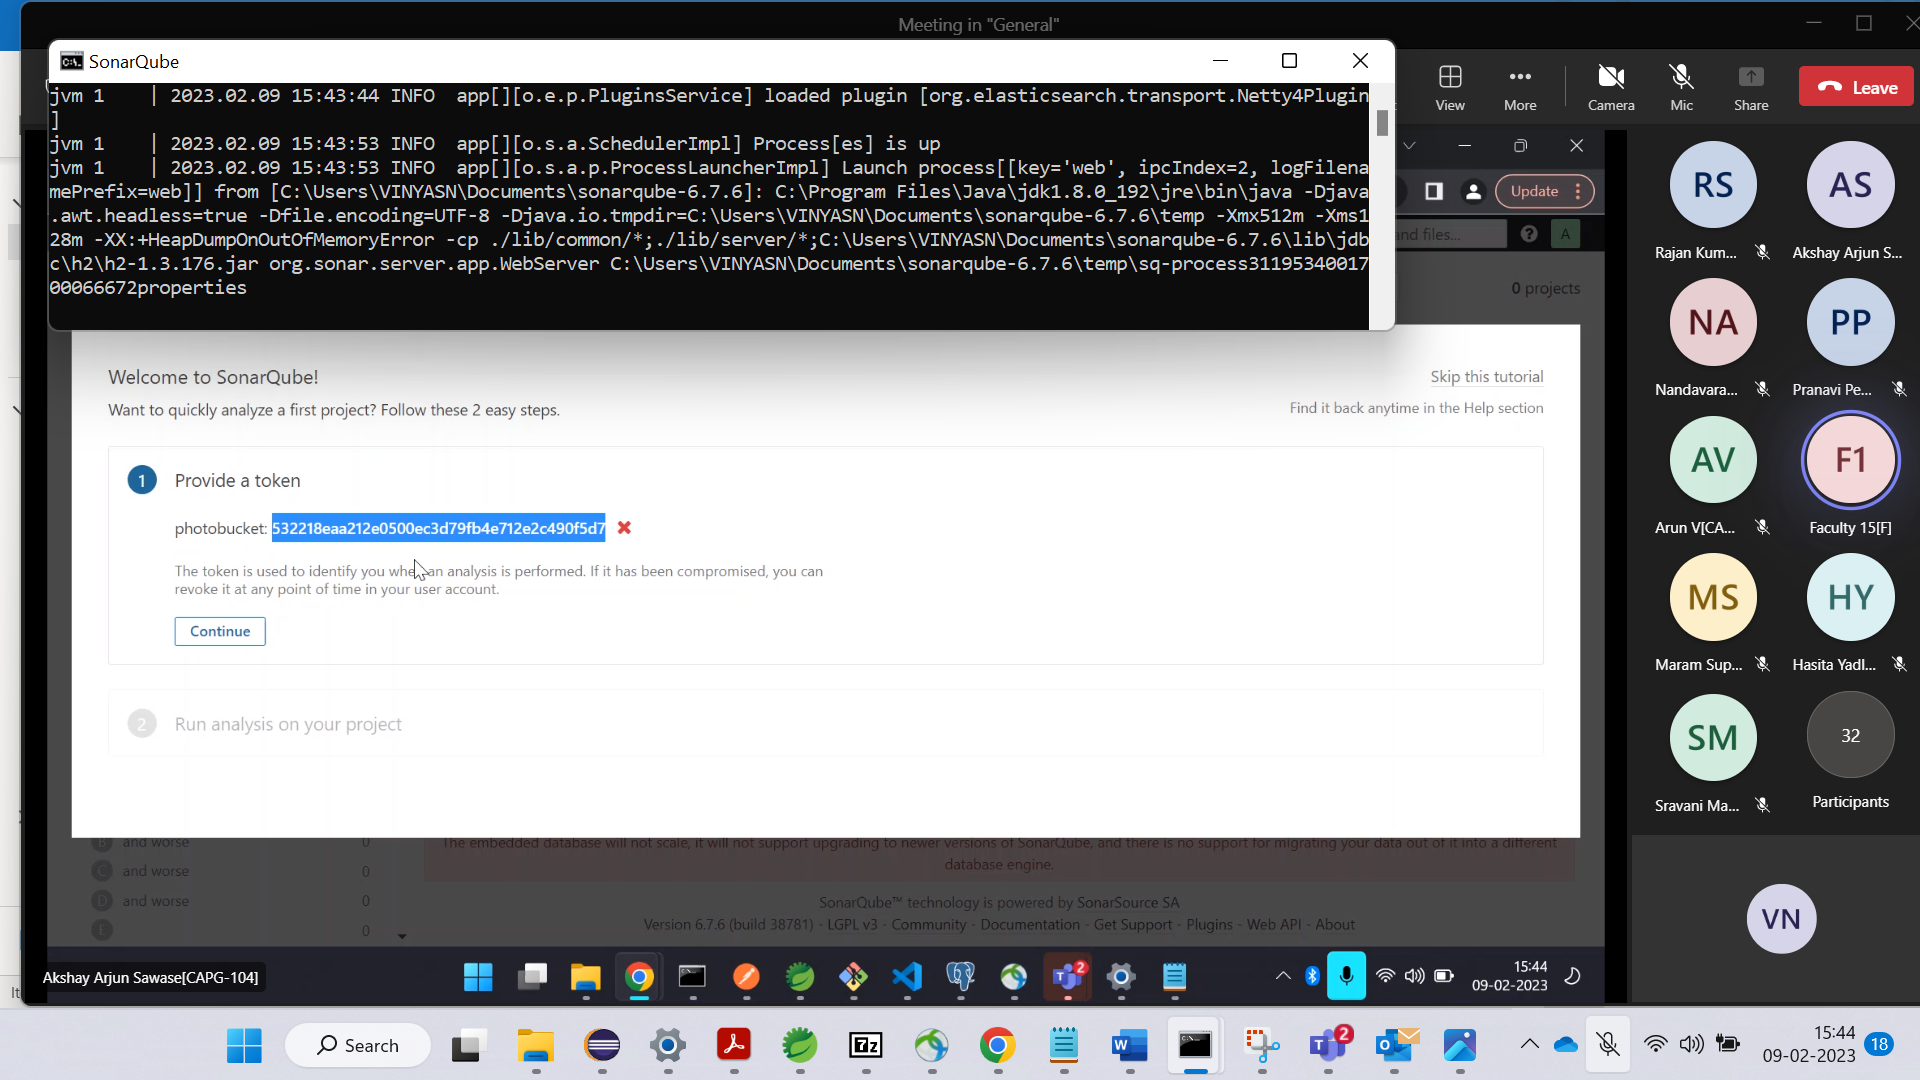 Meeting in "General"
SonarQube
View
More
Camera
Mic
Share
Leave
jvm 1    | 2023.02.09 15:43:44 INFO  app[][o.e.p.PluginsService] loaded plugin [org.elasticsearch.transport.Netty4Plugin
]
jvm 1    | 2023.02.09 15:43:53 INFO  app[][o.s.a.SchedulerImpl] Process[es] is up
jvm 1    | 2023.02.09 15:43:53 INFO  app[][o.s.a.p.ProcessLauncherImpl] Launch process[[key='web', ipcIndex=2, logFilena
mePrefix=web]] from [C:\Users\VINYASN\Documents\sonarqube-6.7.6]: C:\Program Files\Java\jdk1.8.0_192\jre\bin\java -Djava
.awt.headless=true -Dfile.encoding=UTF-8 -Djava.io.tmpdir=C:\Users\VINYASN\Documents\sonarqube-6.7.6\temp -Xmx512m -Xms1
28m -XX:+HeapDumpOnOutOfMemoryError -cp ./lib/common/*;./lib/server/*;C:\Users\VINYASN\Documents\sonarqube-6.7.6\lib\jdb
c\h2\h2-1.3.176.jar org.sonar.server.app.WebServer C:\Users\VINYASN\Documents\sonarqube-6.7.6\temp\sq-process31195340017
00066672properties
Update
and files...
A
0 projects
Welcome to SonarQube!
Skip this tutorial
Want to quickly analyze a first project? Follow these 2 easy steps.
Find it back anytime in the Help section
1 Provide a token
photobucket: 532218eaa212e0500ec3d79fb4e712e2c490f5d7
The token is used to identify you when an analysis is performed. If it has been compromised, you can
revoke it at any point of time in your user account.
Continue
2 Run analysis on your project
B and worse 0
C and worse 0
D and worse 0
E 0
The embedded database will not scale, it will not support upgrading to newer versions of SonarQube, and there is no support for migrating your data out of it into a different
database engine.
SonarQube™ technology is powered by SonarSource SA
Version 6.7.6 (build 38781) - LGPL v3 - Community - Documentation - Get Support - Plugins - Web API - About
Akshay Arjun Sawase[CAPG-104]
2
15:44
09-02-2023
RS
Rajan Kum...
AS
Akshay Arjun S...
NA
Nandavara...
PP
Pranavi Pe...
AV
Arun V[CA...
F1
Faculty 15[F]
MS
Maram Sup...
HY
Hasita Yadl...
SM
Sravani Ma...
32
Participants
VN
Search
7z
2
15:44
09-02-2023
18